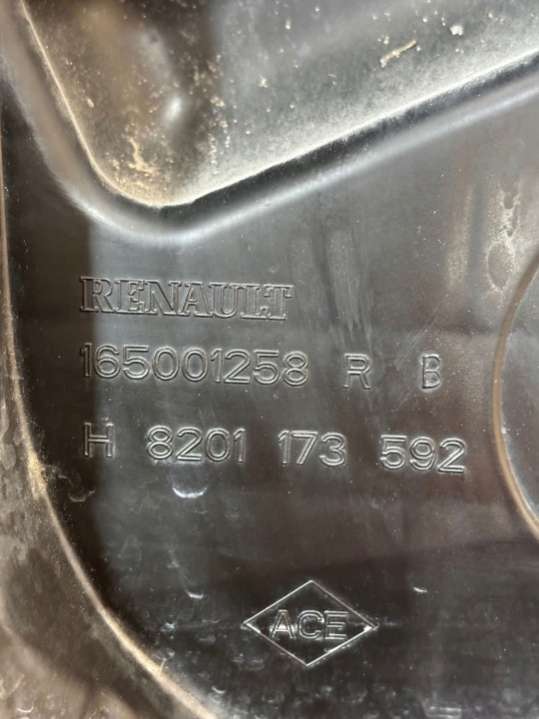 RENAULT
165001258 R B
H 8201 173 592
ACE